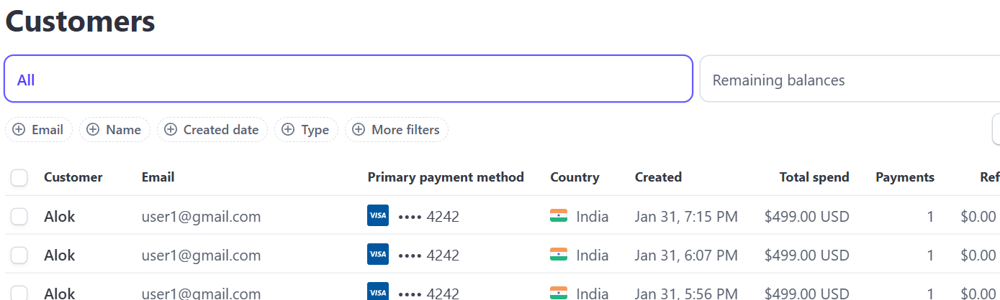 Customers
All Remaining balances
Email Name Created date Type More filters
Customer Email Primary payment method Country Created Total spend Payments
Alok user1@gmail.com VISA •••• 4242 India Jan 31, 7:15 PM $499.00 USD 1 $0.00
Alok user1@gmail.com VISA •••• 4242 India Jan 31, 6:07 PM $499.00 USD 1 $0.00
Alok user1@gmail.com VISA •••• 4242 India Jan 31, 5:56 PM $499.00 USD 1 $0.00